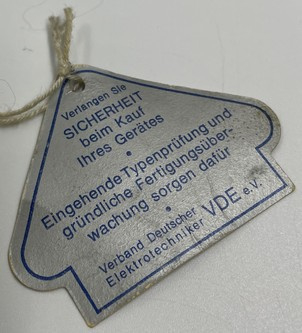 Verlangen Sie
SICHERHEIT
beim Kauf
Ihres Gerätes
•
Eingehende Typenprüfung und
gründliche Fertigungsüber-
wachung sorgen dafür
•
Verband Deutscher
Elektrotechniker VDE e.V.